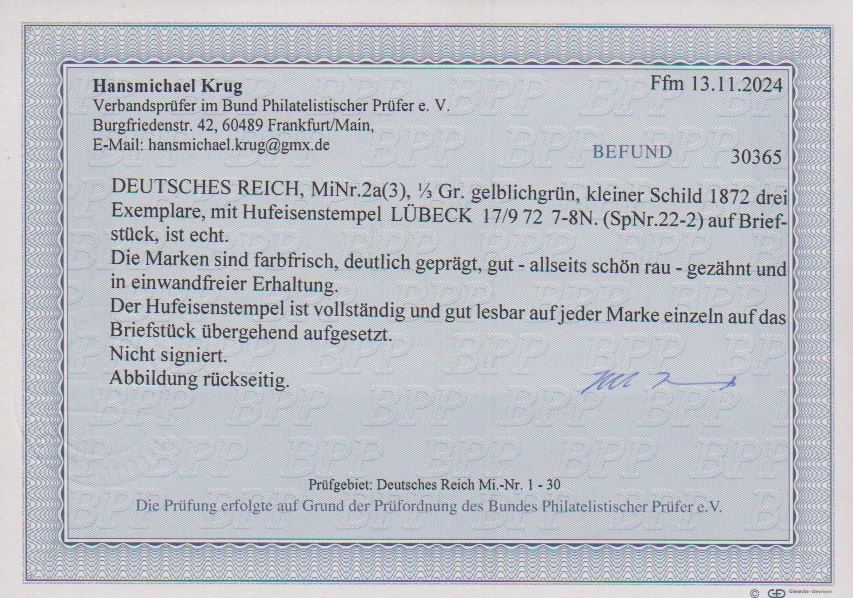 Hansmichael Krug
Ffm 13.11.2024
Verbandsprüfer im Bund Philatelistischer Prüfer e. V.
Burgfriedenstr. 42, 60489 Frankfurt/Main,
E-Mail: hansmichael.krug@gmx.de
BEFUND 30365
DEUTSCHES REICH, MiNr.2a(3), ⅓ Gr. gelblichgrün, kleiner Schild 1872 drei
Exemplare, mit Hufeisenstempel LÜBECK 17/9 72 7-8N. (SpNr.22-2) auf Brief-
stück, ist echt.
Die Marken sind farbfrisch, deutlich geprägt, gut - allseits schön rau - gezähnt und
in einwandfreier Erhaltung.
Der Hufeisenstempel ist vollständig und gut lesbar auf jeder Marke einzeln auf das
Briefstück übergehend aufgesetzt.
Nicht signiert.
Abbildung rückseitig.
Prüfgebiet: Deutsches Reich Mi.-Nr. 1 - 30
Die Prüfung erfolgte auf Grund der Prüfordnung des Bundes Philatelistischer Prüfer e.V.
© GD Giesecke+Devrient